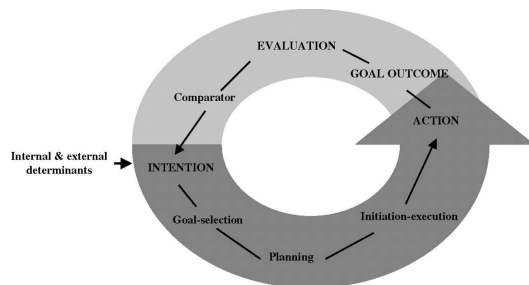 EVALUATION
GOAL OUTCOME
Comparator
ACTION
Internal & external
determinants
INTENTION
Goal-selection
Initiation-execution
Planning